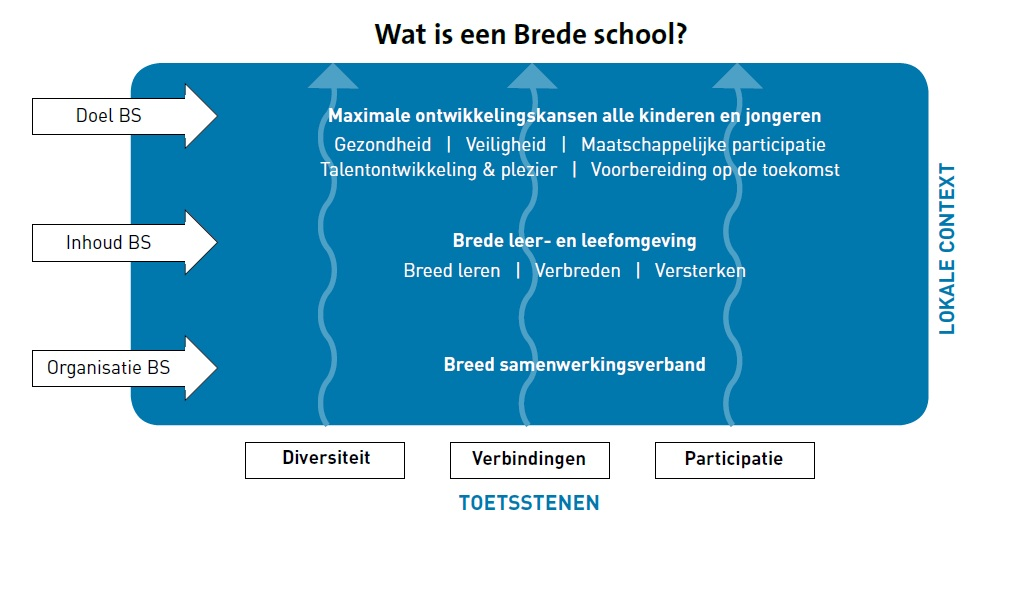 Wat is een Brede school?
Doel BS
Maximale ontwikkelingskansen alle kinderen en jongeren
Gezondheid | Veiligheid | Maatschappelijke participatie
Talentontwikkeling & plezier | Voorbereiding op de toekomst
Inhoud BS
Brede leer- en leefomgeving
Breed leren | Verbreden | Versterken
Organisatie BS
Breed samenwerkingsverband
LOKALE CONTEXT
Diversiteit
Verbindingen
Participatie
TOETSSTENEN